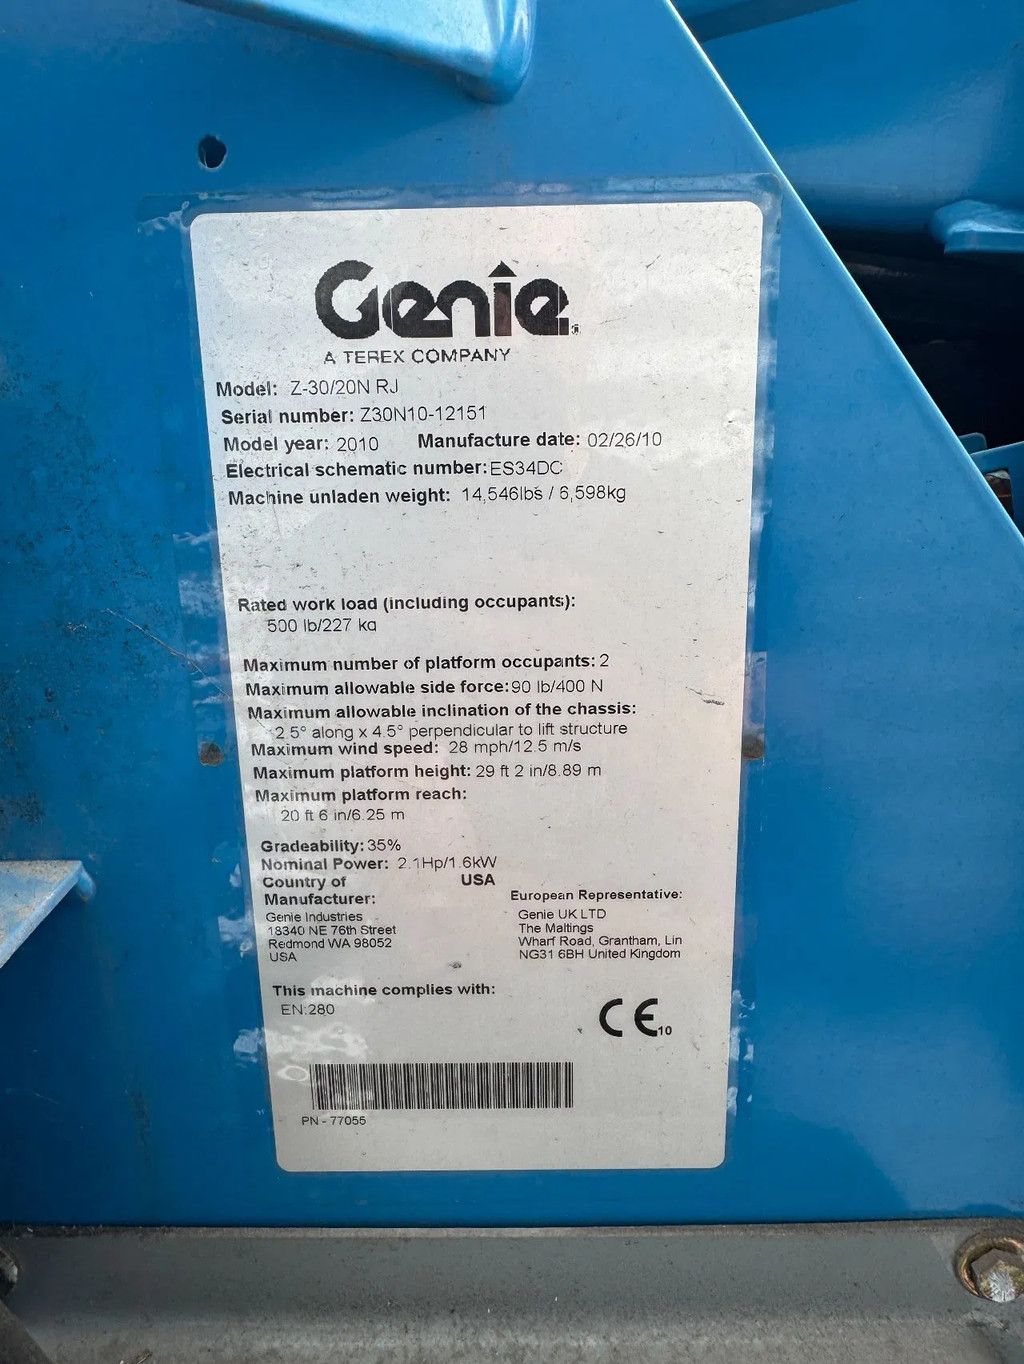 Genie
A TEREX COMPANY
Model: Z-30/20N RJ
Serial number: Z30N10-12151
Model year: 2010 Manufacture date: 02/26/10
Electrical schematic number: ES34DC
Machine unladen weight: 14,546lbs / 6,598kg
Rated work load (including occupants):
500 lb/227 kg
Maximum number of platform occupants: 2
Maximum allowable side force: 90 lb/400 N
Maximum allowable inclination of the chassis:
2.5° along x 4.5° perpendicular to lift structure
Maximum wind speed: 28 mph/12.5 m/s
Maximum platform height: 29 ft 2 in/8.89 m
Maximum platform reach:
20 ft 6 in/6.25 m
Gradeability: 35%
Nominal Power: 2.1Hp/1.6kW
Country of USA
Manufacturer:
Genie Industries
18340 NE 76th Street
Redmond WA 98052
USA
European Representative:
Genie UK LTD
The Maltings
Wharf Road, Grantham, Lin
NG31 6BH United Kingdom
This machine complies with:
EN:280
CE 10
PN - 77055